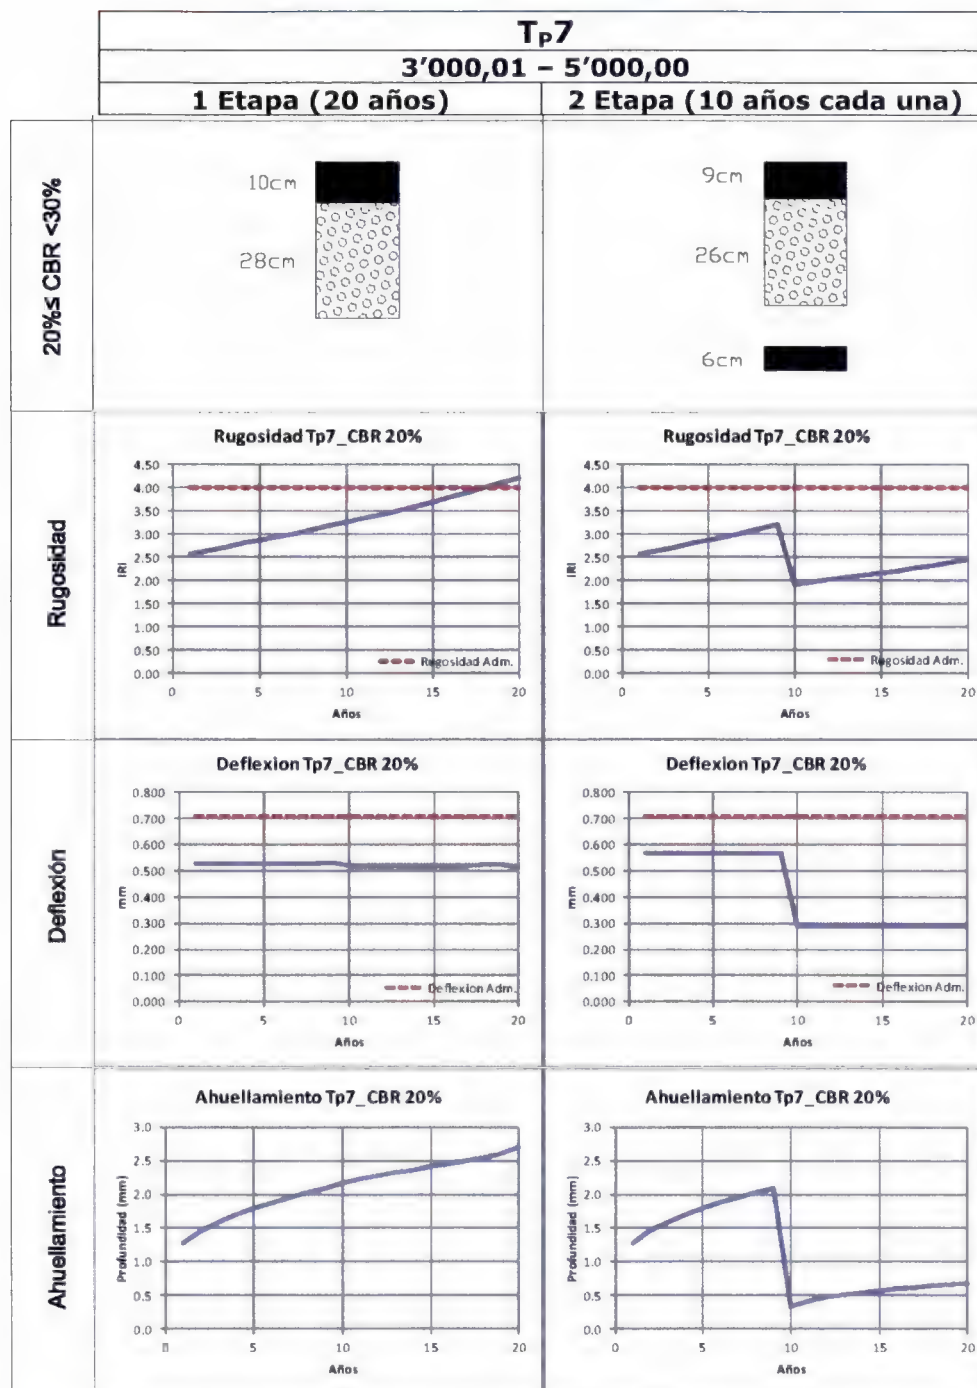 Tp7
3’000,01 – 5’000,00
1 Etapa (20 años)
2 Etapa (10 años cada una)
20%≤ CBR <30%
10cm
28cm
9cm
26cm
6cm
Rugosidad
Rugosidad Tp7_CBR 20%
4.50
4.00
3.50
3.00
2.50
2.00
1.50
1.00
0.50
0.00
IRI
Rugosidad Adm.
0 5 10 15 20
Años
Rugosidad Tp7_CBR 20%
4.50
4.00
3.50
3.00
2.50
2.00
1.50
1.00
0.50
0.00
IRI
Rugosidad Adm.
0 5 10 15 20
Años
Deflexión
Deflexion Tp7_CBR 20%
0.800
0.700
0.600
0.500
0.400
0.300
0.200
0.100
0.000
mm
Deflexion Adm.
0 5 10 15 20
Años
Deflexion Tp7_CBR 20%
0.800
0.700
0.600
0.500
0.400
0.300
0.200
0.100
0.000
mm
Deflexion Adm.
0 5 10 15 20
Años
Ahuellamiento
Ahuellamiento Tp7_CBR 20%
3.0
2.5
2.0
1.5
1.0
0.5
0.0
Profundidad (mm)
5 10 15 20
Años
Ahuellamiento Tp7_CBR 20%
3.0
2.5
2.0
1.5
1.0
0.5
0.0
Profundidad (mm)
0 5 10 15 20
Años